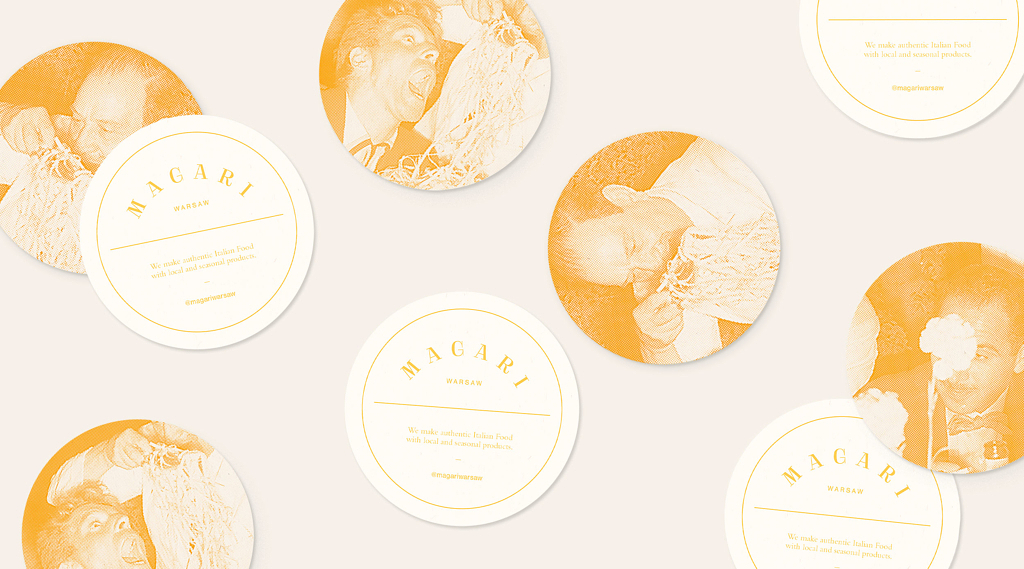 We make authentic Italian Food
with local and seasonal products.
—
@magariwarsaw
MAGARI
WARSAW
We make authentic Italian Food
with local and seasonal products.
—
@magariwarsaw
MAGARI
WARSAW
We make authentic Italian Food
with local and seasonal products.
—
@magariwarsaw
MAGARI
WARSAW
We make authentic Italian Food
with local and seasonal products.